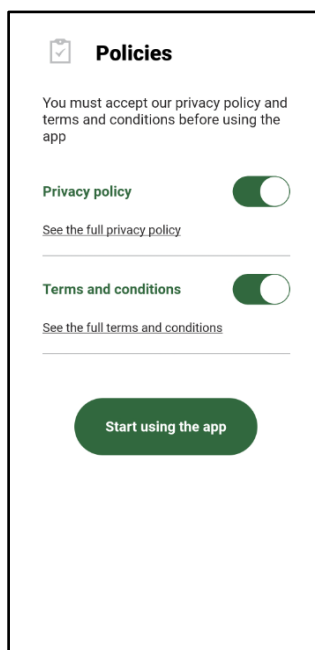 Policies
You must accept our privacy policy and
terms and conditions before using the
app
Privacy policy
See the full privacy policy
Terms and conditions
See the full terms and conditions
Start using the app